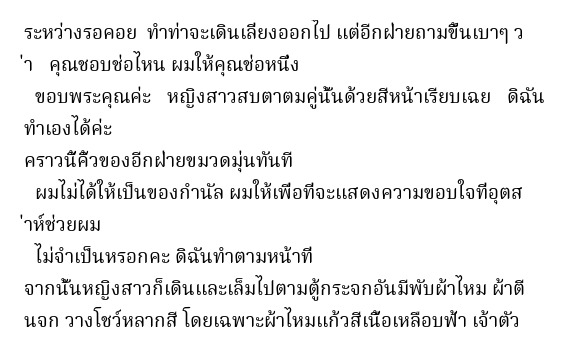 ระหว่างรอคอย ทำท่าจะเดินเลี่ยงออกไป แต่อีกฝ่ายถามขึ้นเบาๆ ว
่า คุณชอบช่อไหน ผมให้คุณช่อหนึ่ง
ขอบพระคุณค่ะ หญิงสาวสบตาตมคู่นั้นด้วยสีหน้าเรียบเฉย ดิฉัน
ทำเองได้ค่ะ
คราวนี้คิ้วของอีกฝ่ายขมวดมุ่นทันที
ผมไม่ได้ให้เป็นของกำนัล ผมให้เพื่อที่จะแสดงความขอบใจที่อุตส
่าห์ช่วยผม
ไม่จำเป็นหรอกคะ ดิฉันทำตามหน้าที่
จากนั้นหญิงสาวก็เดินและเล็มไปตามตู้กระจกอันมีพับผ้าไหม ผ้าตี
นจก วางโชว์หลากสี โดยเฉพาะผ้าไหมแก้วสีเนื้อเหลือบฟ้า เจ้าตัว